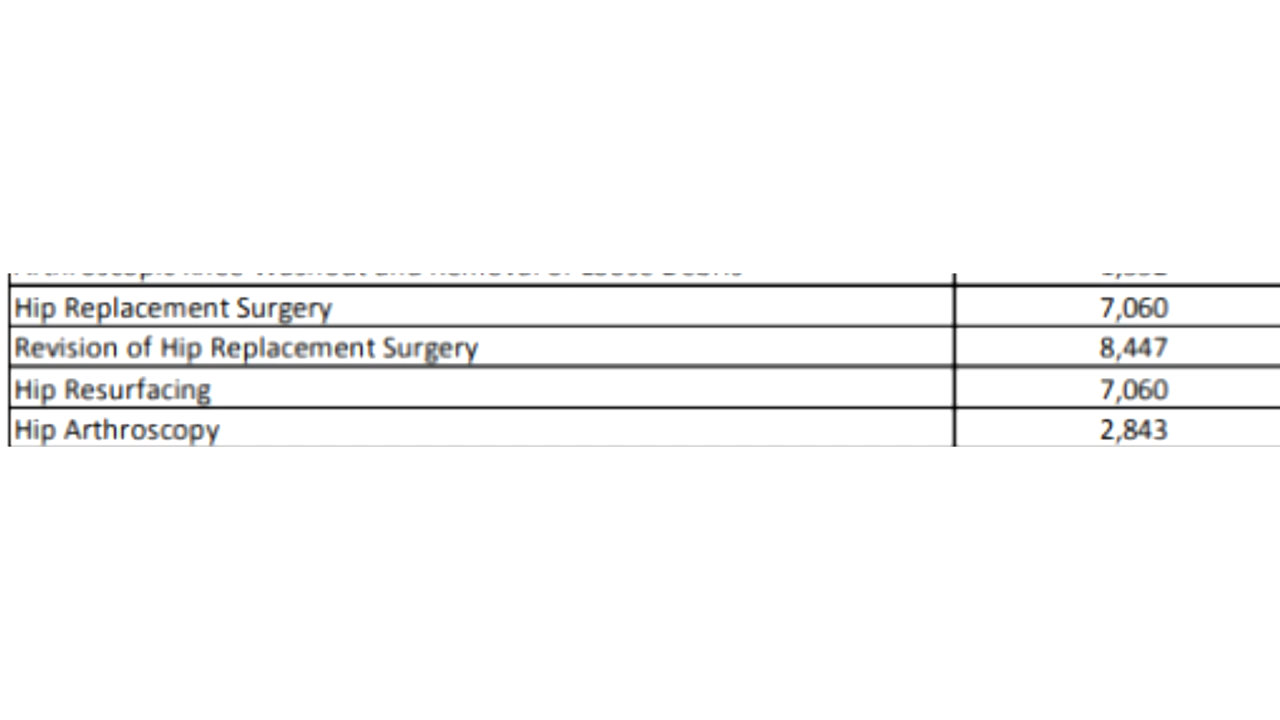 Hip Replacement Surgery 7,060
Revision of Hip Replacement Surgery 8,447
Hip Resurfacing 7,060
Hip Arthroscopy 2,843